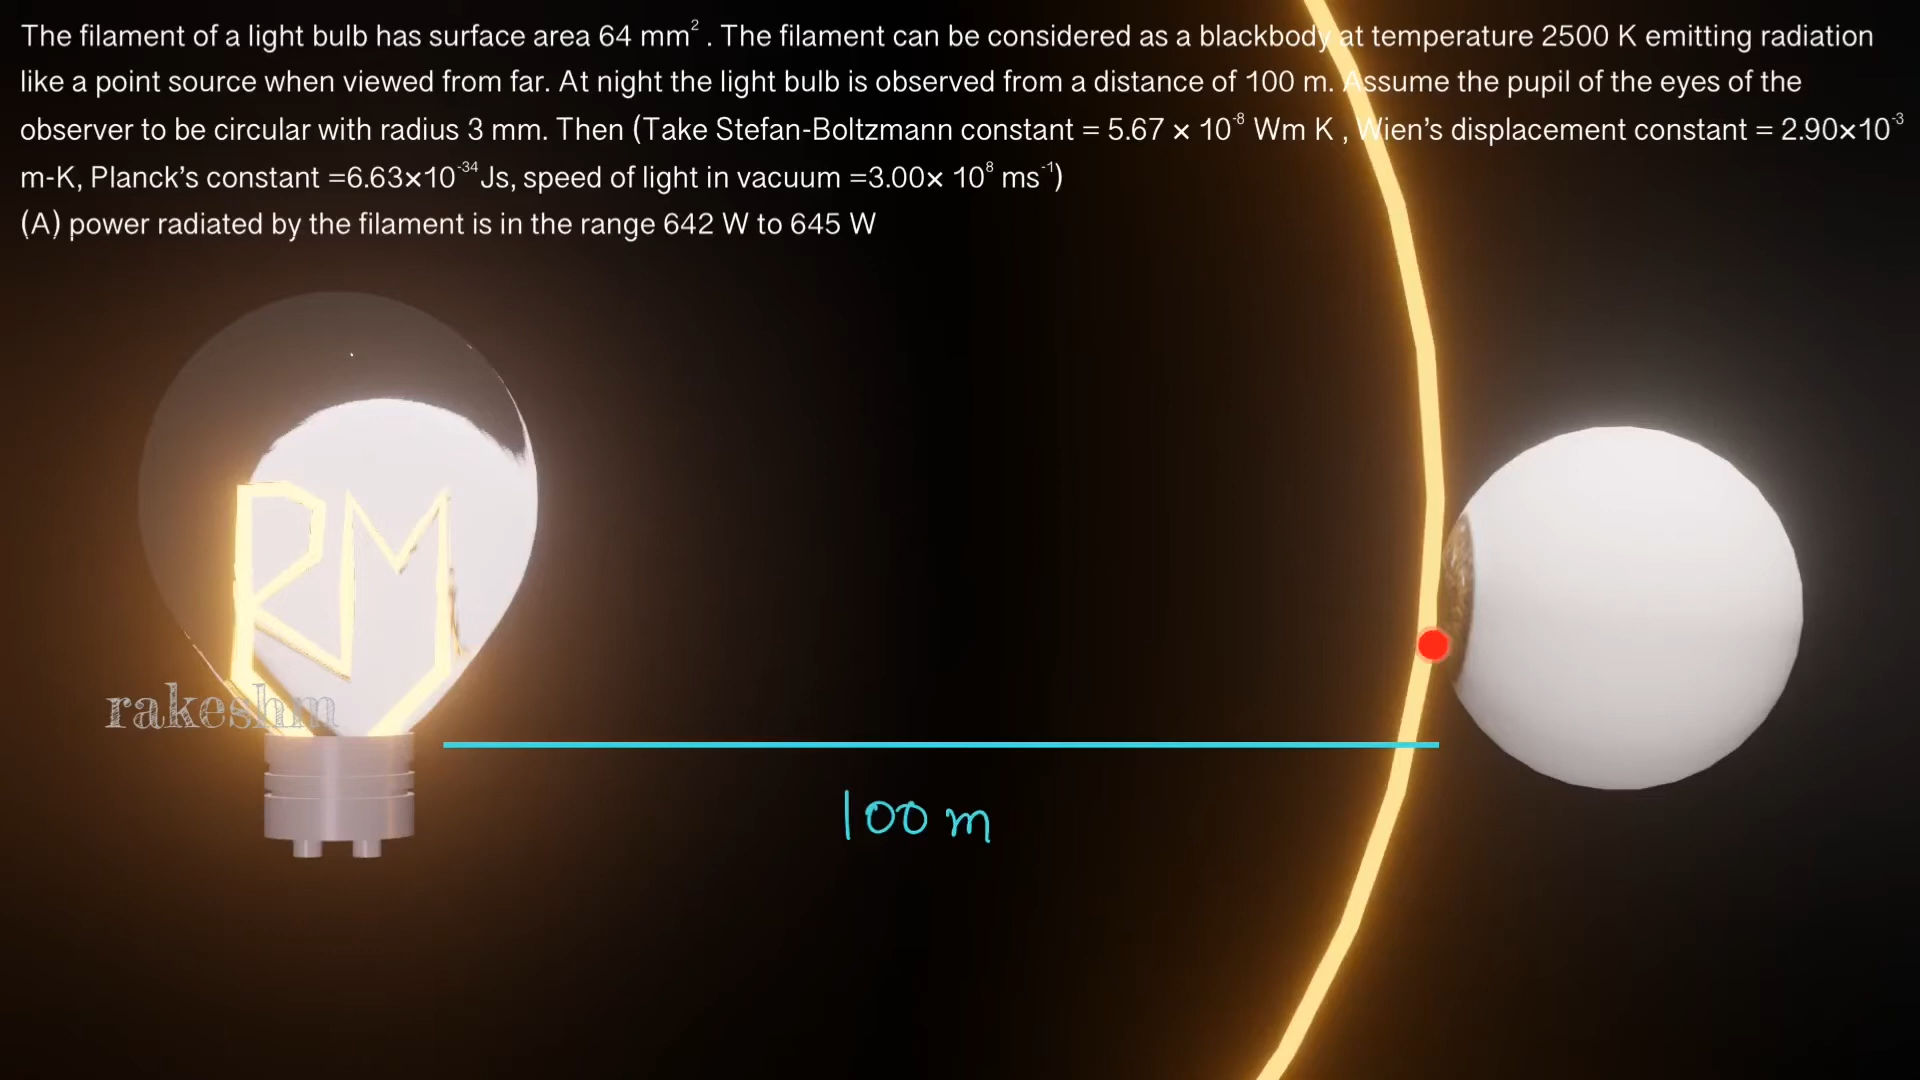 The filament of a light bulb has surface area 64 mm² . The filament can be considered as a blackbody at temperature 2500 K emitting radiation
like a point source when viewed from far. At night the light bulb is observed from a distance of 100 m. Assume the pupil of the eyes of the
observer to be circular with radius 3 mm. Then (Take Stefan-Boltzmann constant = 5.67 × 10⁻⁸ Wm K , Wien's displacement constant = 2.90×10⁻³
m-K, Planck's constant =6.63×10⁻³⁴ Js, speed of light in vacuum =3.00× 10⁸ ms⁻¹)
(A) power radiated by the filament is in the range 642 W to 645 W
RM
rakeshm
100 m